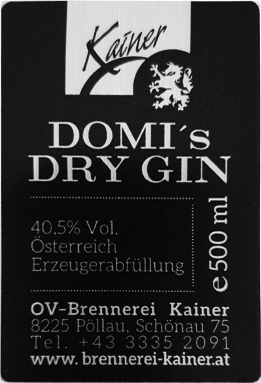 Kainer
DOMI´s
DRY GIN
40.5% Vol.
Österreich
Erzeugerabfüllung
e 500 ml
OV-Brennerei Kainer
8225 Pöllau, Schönau 75
Tel. +43 3335 2091
www.brennerei-kainer.at